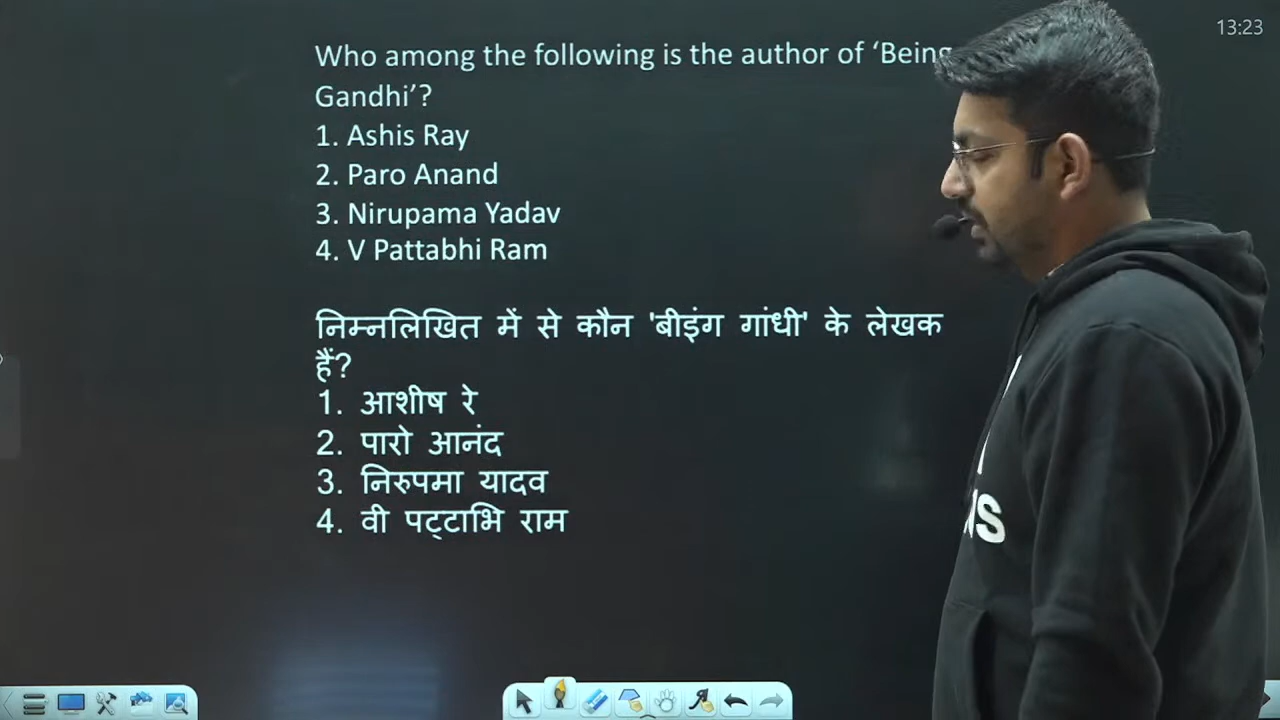 13:23
Who among the following is the author of ‘Being
Gandhi’?
1. Ashis Ray
2. Paro Anand
3. Nirupama Yadav
4. V Pattabhi Ram
निम्नलिखित में से कौन 'बीइंग गांधी' के लेखक
हैं?
1. आशीष रे
2. पारो आनंद
3. निरुपमा यादव
4. वी पट्टाभि राम